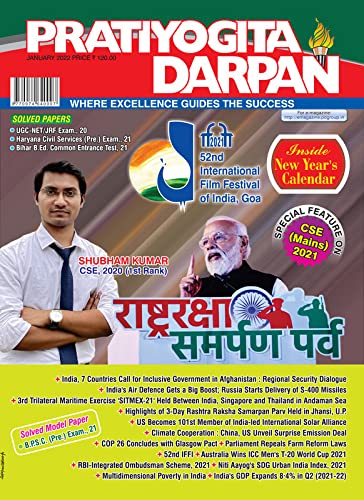 PRATIYOGITA
DARPAN
JANUARY 2022 PRICE ₹ 120.00
WHERE EXCELLENCE GUIDES THE SUCCESS
For e-magazine
SOLVED PAPERS
• UGC-NET/JRF Exam., 20
• Haryana Civil Services (Pre.) Exam., 21
• Bihar B.Ed. Common Entrance Test, 21
2021
52nd
International
Film Festival
of India, Goa
Inside
New Year's
Calendar
SPECIAL FEATURE ON
CSE
(Mains)
2021
SHUBHAM KUMAR
CSE, 2020 (1st Rank)
राष्ट्ररक्षा
समर्पण पर्व
• India, 7 Countries Call for Inclusive Government in Afghanistan : Regional Security Dialogue
• India's Air Defence Gets a Big Boost; Russia Starts Delivery of S-400 Missiles
• 3rd Trilateral Maritime Exercise 'SITMEX-21' Held Between India, Singapore and Thailand in Andaman Sea
• Highlights of 3-Day Rashtra Raksha Samarpan Parv Held in Jhansi, U.P.
• US Becomes 101st Member of India-led International Solar Alliance
• Climate Cooperation : China, US Unveil Surprise Emission Deal
• COP 26 Concludes with Glasgow Pact • Parliament Repeals Farm Reform Laws
• 52nd IFFI • Australia Wins ICC Men's T-20 World Cup 2021
• RBI-Integrated Ombudsman Scheme, 2021 • Niti Aayog's SDG Urban India Index, 2021
• Multidimensional Poverty in India • India's GDP Expands 8·4% in Q2 (2021-22)
Solved Model Paper
• B.P.S.C. (Pre.) Exam., 21